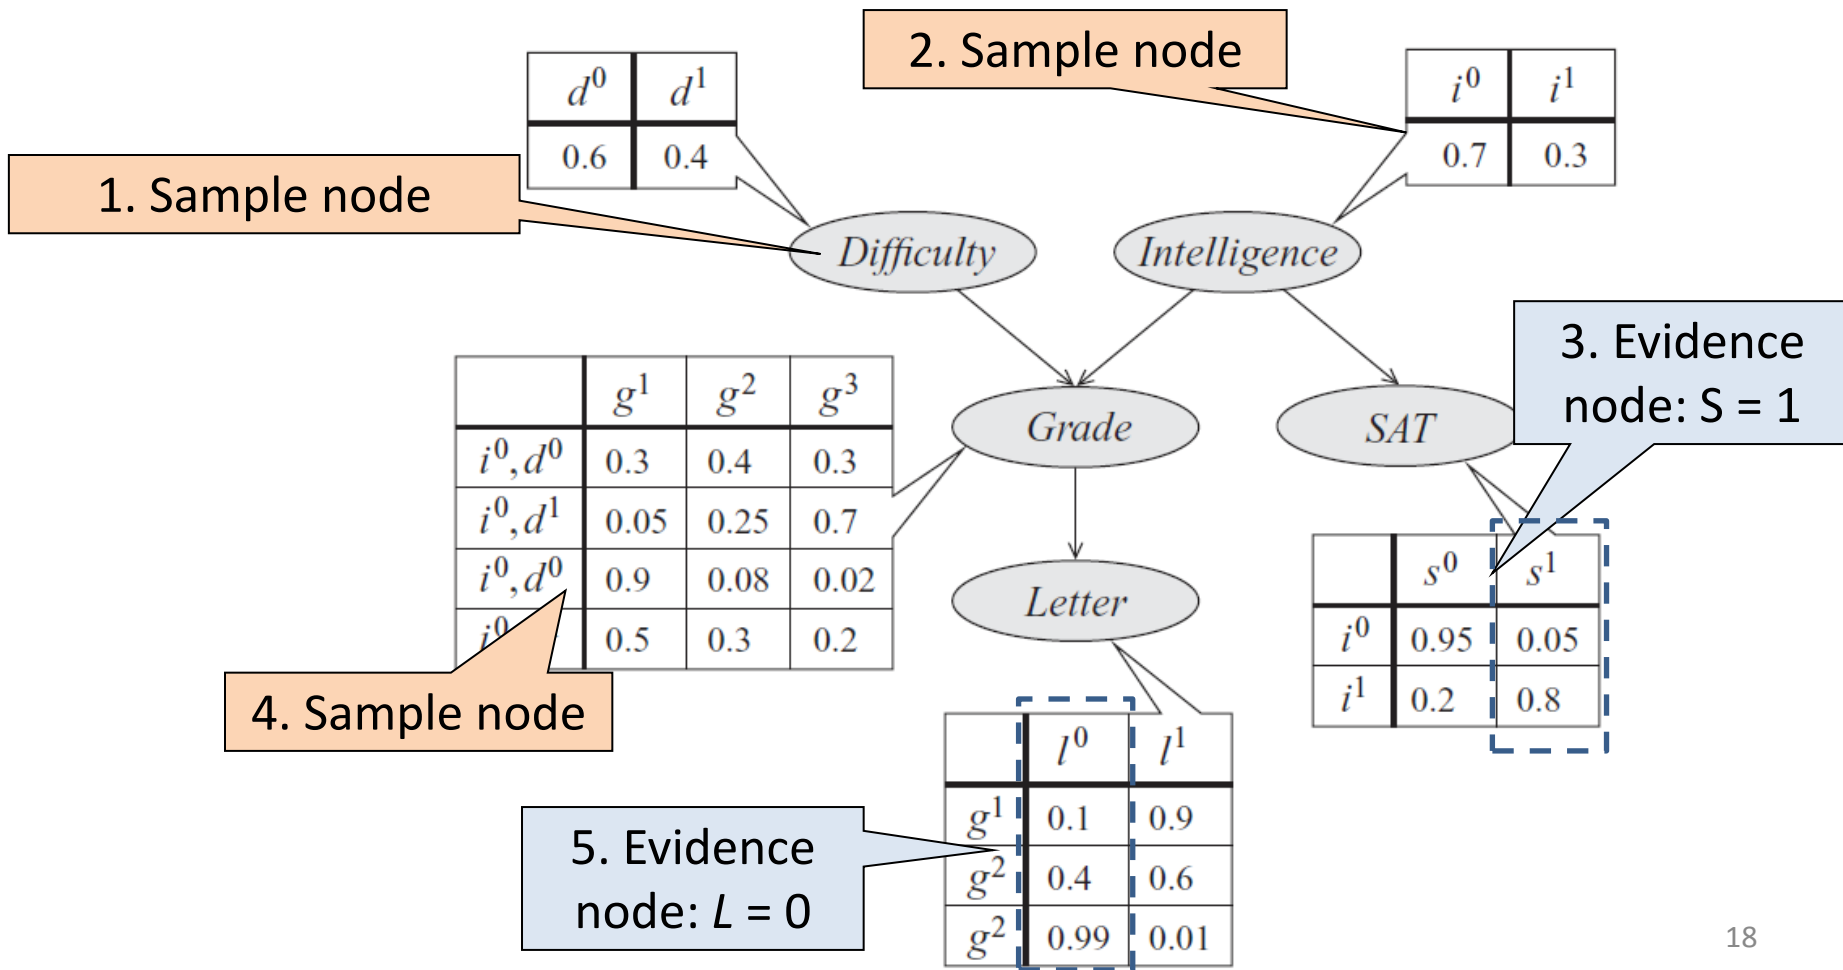 2. Sample node
d⁰ d¹
0.6 0.4
i⁰ i¹
0.7 0.3
1. Sample node
Difficulty
Intelligence
3. Evidence
node: S = 1
g¹ g² g³
i⁰,d⁰ 0.3 0.4 0.3
i⁰,d¹ 0.05 0.25 0.7
i⁰,d⁰ 0.9 0.08 0.02
i⁰ 0.5 0.3 0.2
Grade
SAT
Letter
s⁰ s¹
i⁰ 0.95 0.05
i¹ 0.2 0.8
4. Sample node
l⁰ l¹
g¹ 0.1 0.9
g² 0.4 0.6
g² 0.99 0.01
5. Evidence
node: L = 0
18